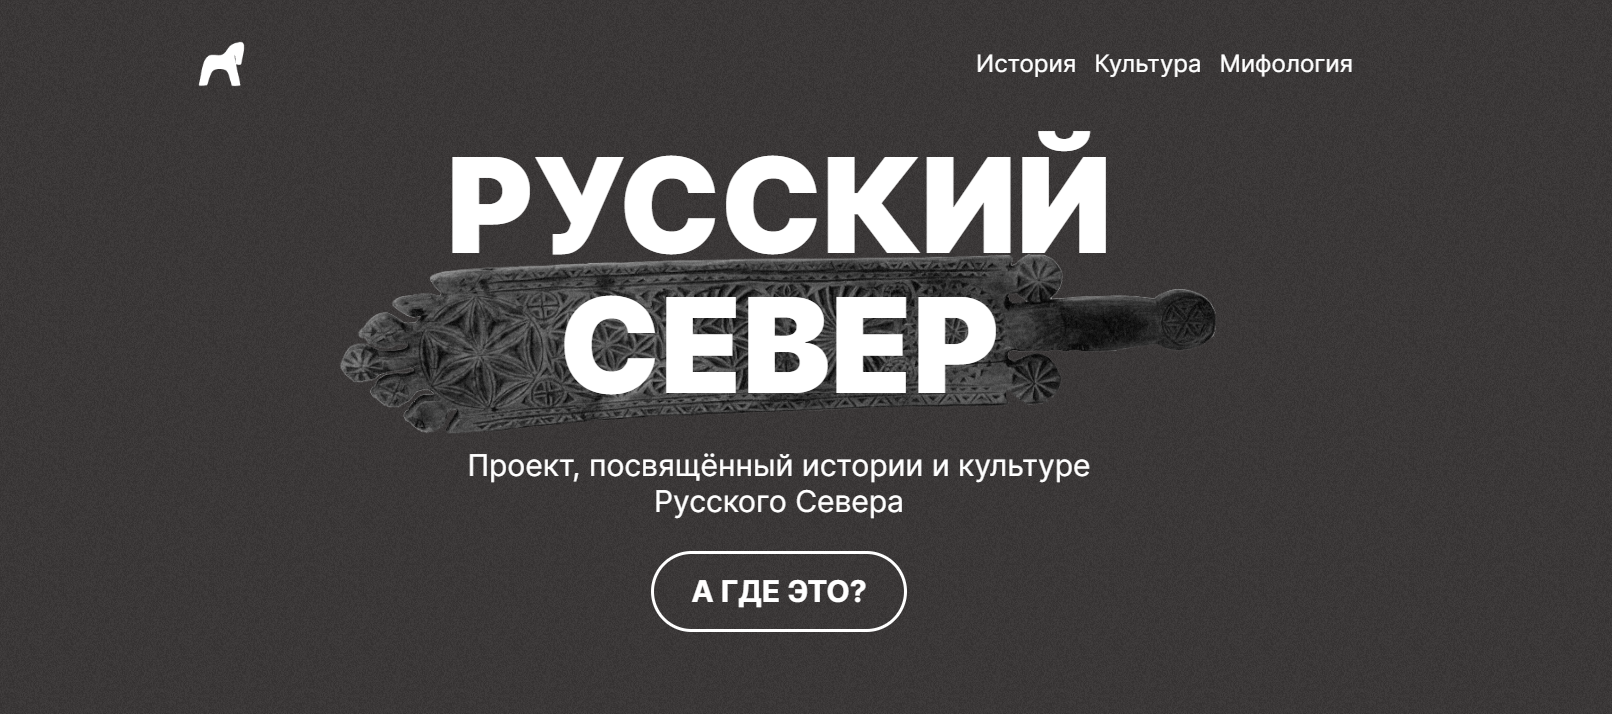 История Культура Мифология
РУССКИЙ
СЕВЕР
Проект, посвящённый истории и культуре
Русского Севера
А ГДЕ ЭТО?